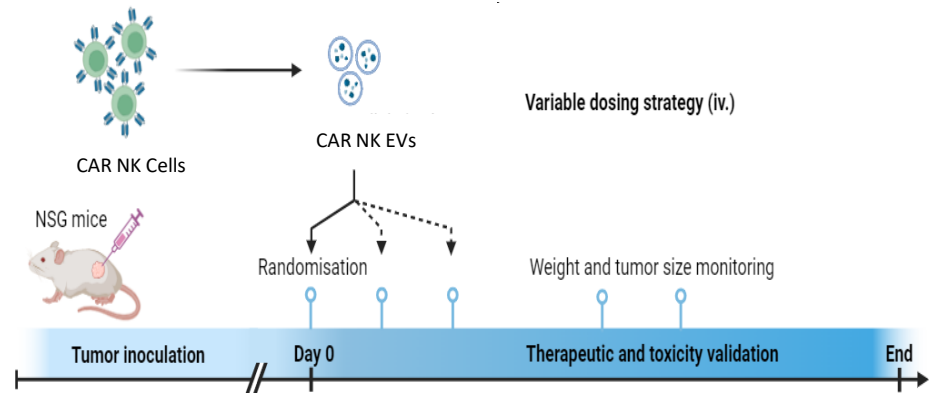 Variable dosing strategy (iv.)
CAR NK EVs
CAR NK Cells
NSG mice
Randomisation
Weight and tumor size monitoring
Tumor inoculation
Day 0
Therapeutic and toxicity validation
End